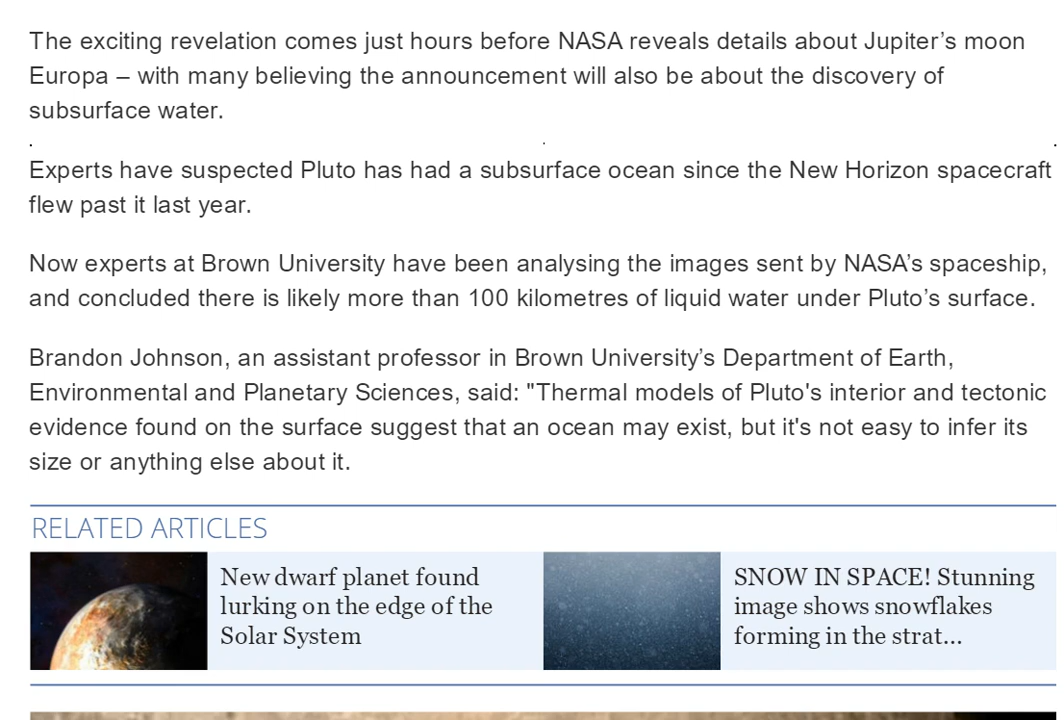 The exciting revelation comes just hours before NASA reveals details about Jupiter’s moon
Europa – with many believing the announcement will also be about the discovery of
subsurface water.
Experts have suspected Pluto has had a subsurface ocean since the New Horizon spacecraft
flew past it last year.
Now experts at Brown University have been analysing the images sent by NASA’s spaceship,
and concluded there is likely more than 100 kilometres of liquid water under Pluto’s surface.
Brandon Johnson, an assistant professor in Brown University’s Department of Earth,
Environmental and Planetary Sciences, said: "Thermal models of Pluto's interior and tectonic
evidence found on the surface suggest that an ocean may exist, but it's not easy to infer its
size or anything else about it.
RELATED ARTICLES
New dwarf planet found
lurking on the edge of the
Solar System
SNOW IN SPACE! Stunning
image shows snowflakes
forming in the strat...